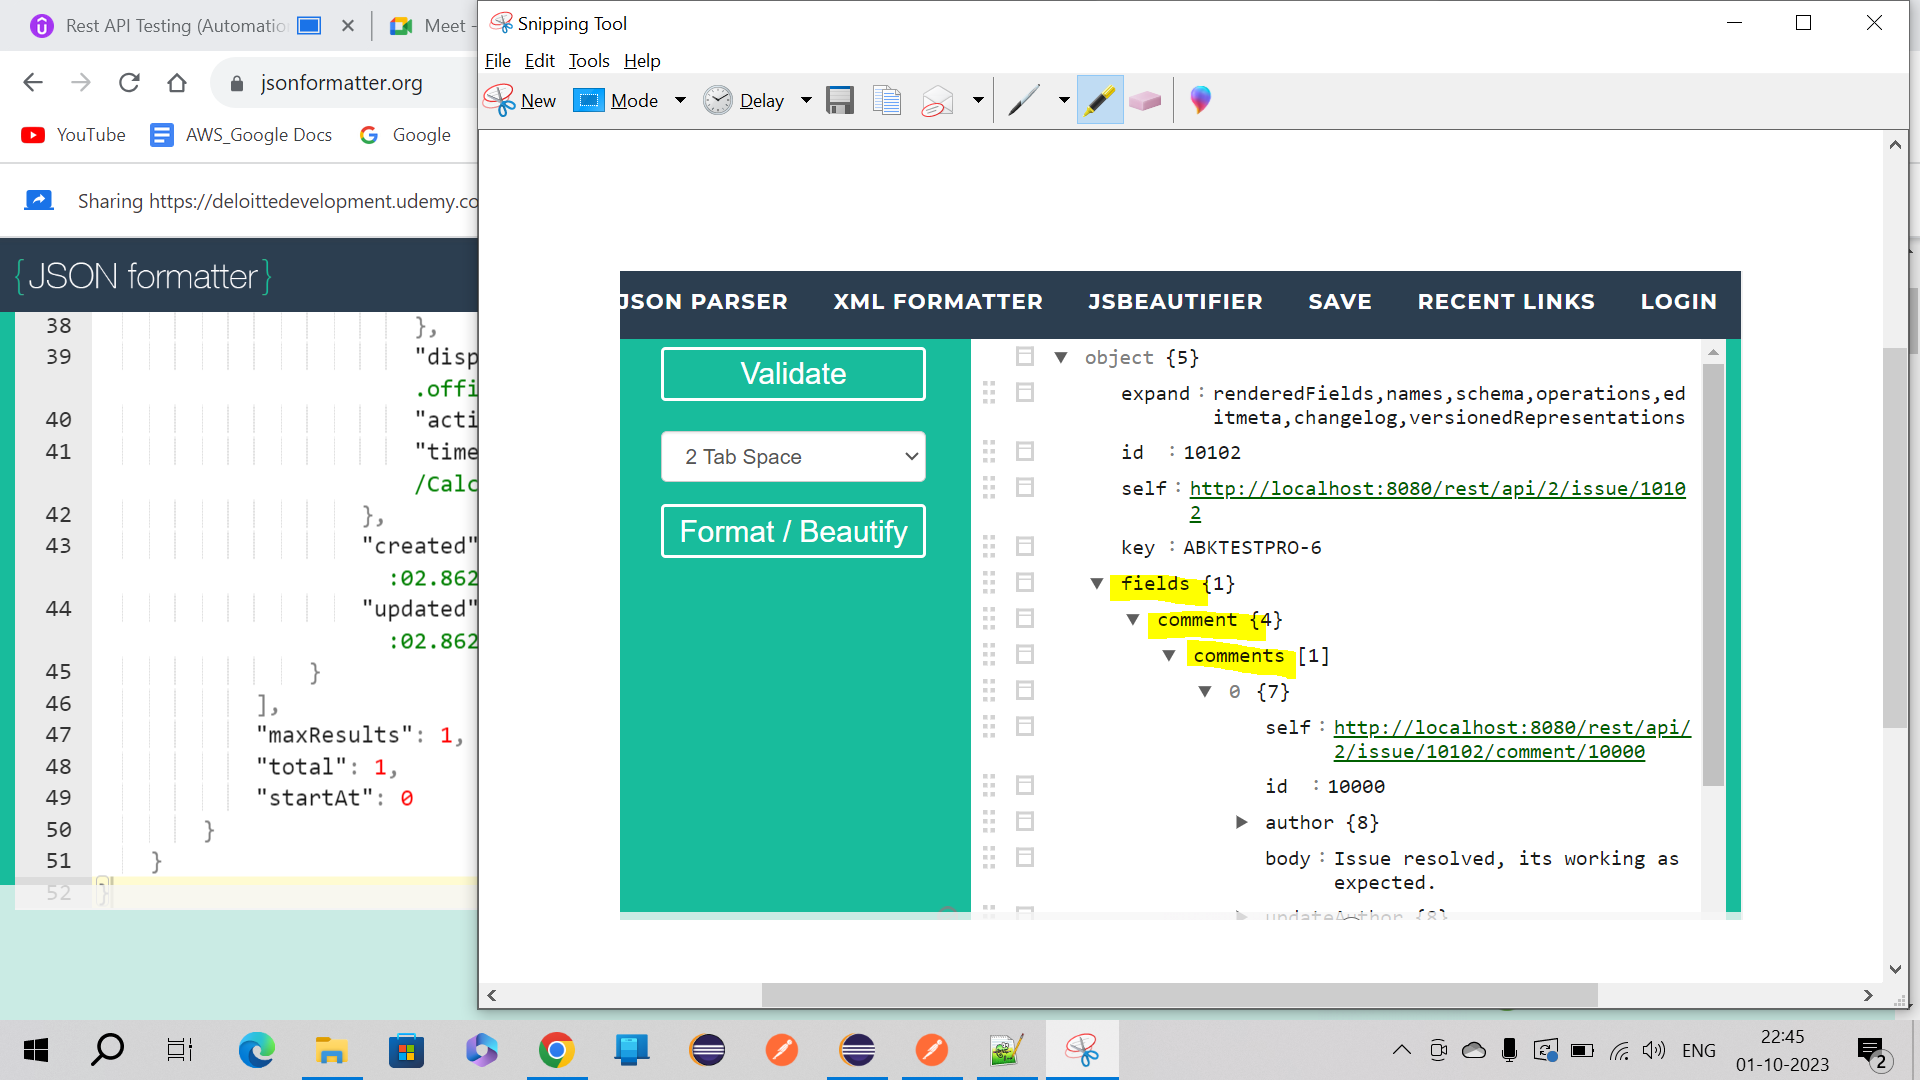 Rest API Testing (Automatio
Meet -
jsonformatter.org
YouTube
AWS_Google Docs
Google
Sharing https://deloittedevelopment.udemy.co
{JSON formatter}
38 },
39 "disp
.offi
40 "acti
41 "time
/Calc
42 },
43 "created"
:02.862
44 "updated"
:02.862
45 }
46 ],
47 "maxResults": 1,
48 "total": 1,
49 "startAt": 0
50 }
51 }
52 }
Snipping Tool
File Edit Tools Help
New Mode Delay
JSON PARSER XML FORMATTER JSBEAUTIFIER SAVE RECENT LINKS LOGIN
Validate
2 Tab Space
Format / Beautify
object {5}
expand : renderedFields,names,schema,operations,ed
itmeta,changelog,versionedRepresentations
id : 10102
self : http://localhost:8080/rest/api/2/issue/1010
2
key : ABKTESTPRO-6
fields {1}
comment {4}
comments [1]
0 {7}
self : http://localhost:8080/rest/api/
2/issue/10102/comment/10000
id : 10000
author {8}
body : Issue resolved, its working as
expected.
updateAuthor {8}
ENG
22:45
01-10-2023
2